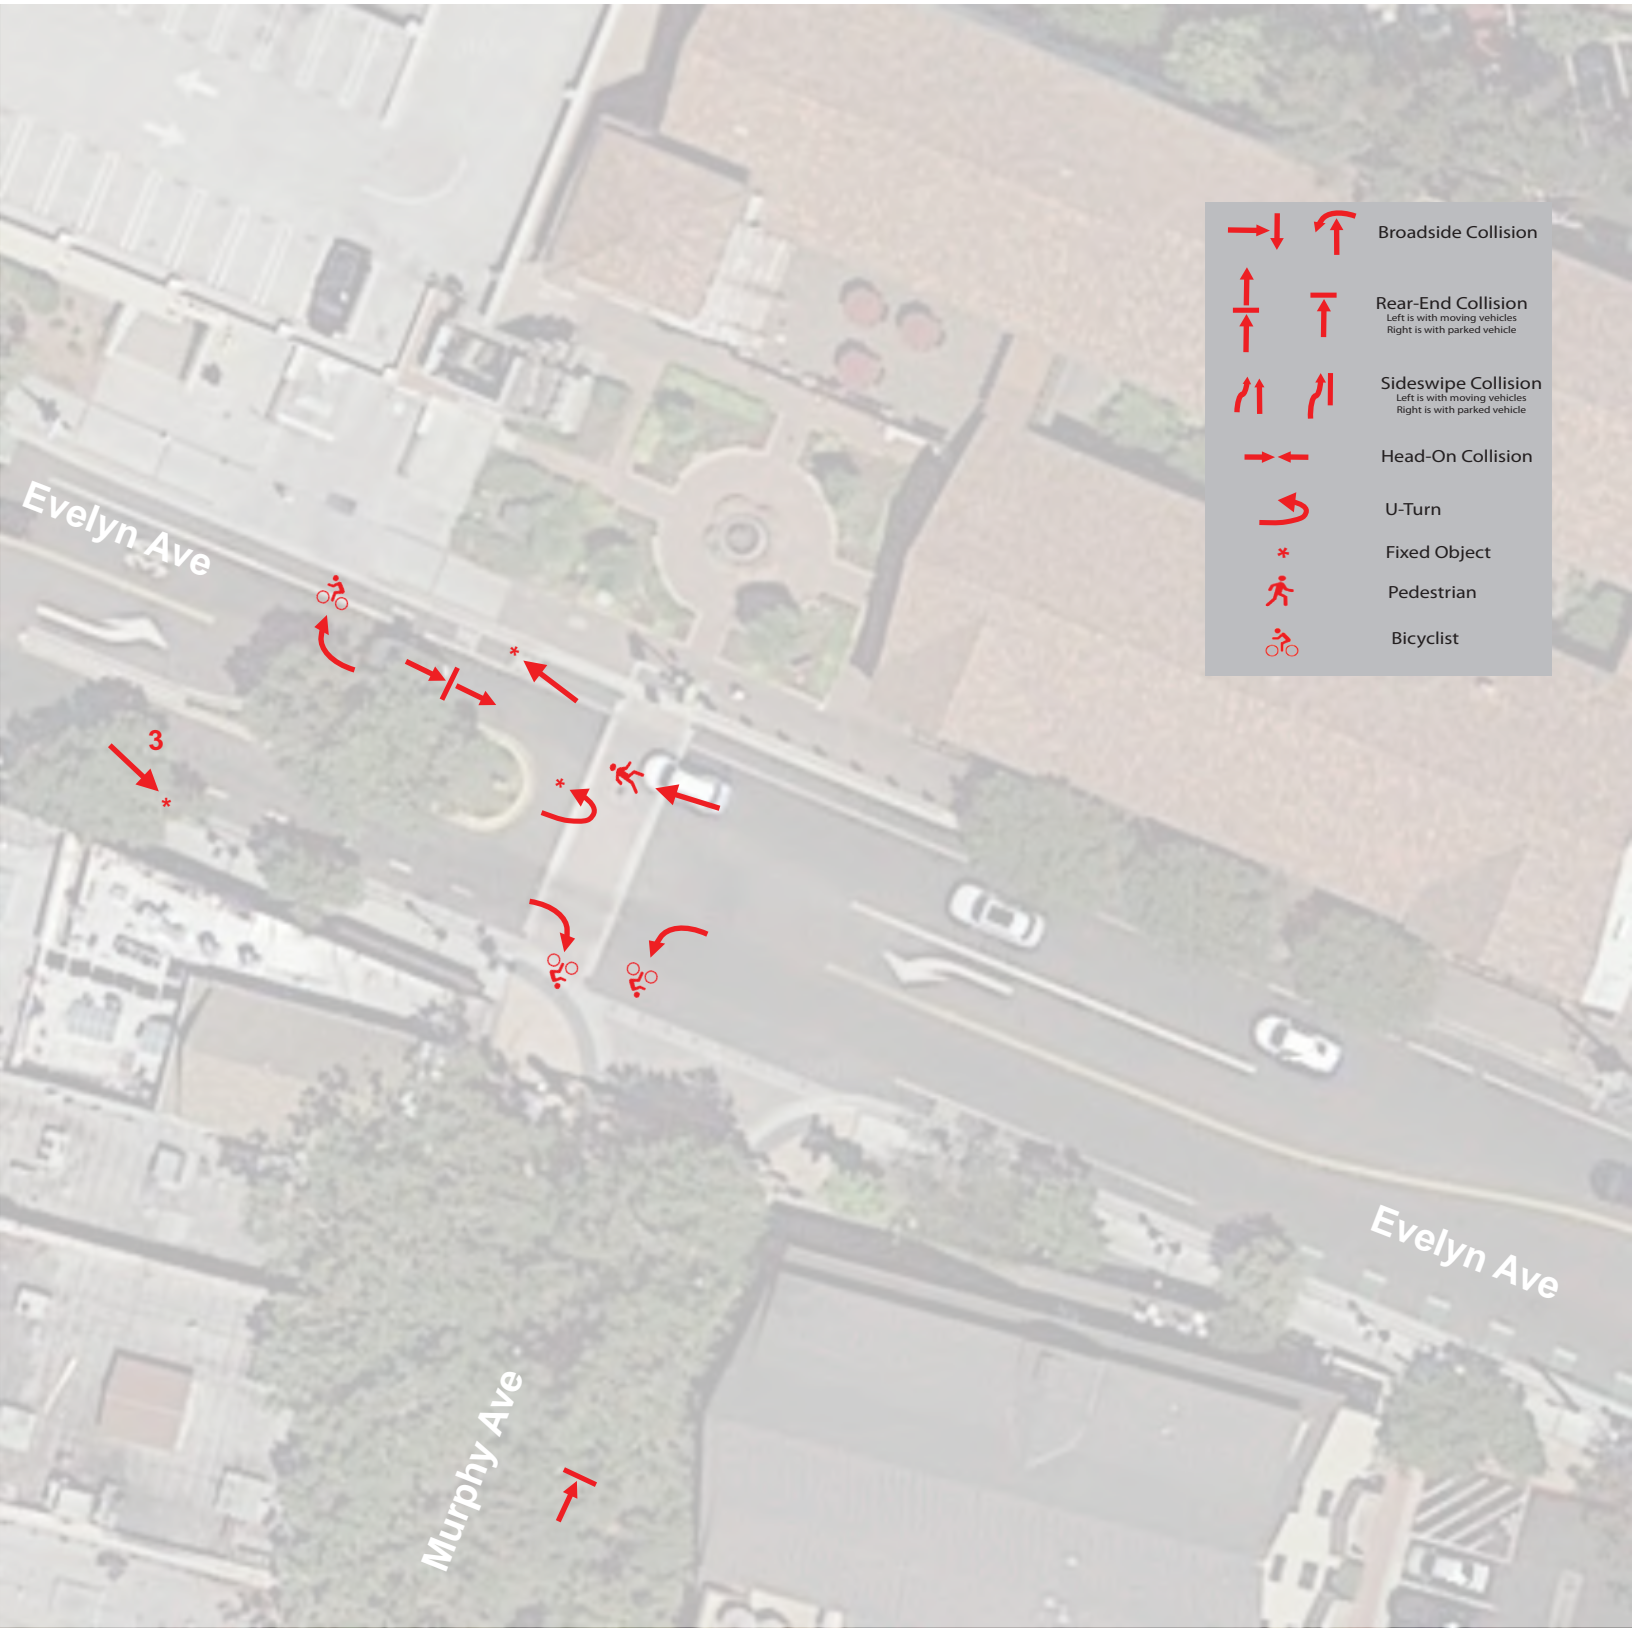 Broadside Collision
Rear-End Collision
Left is with moving vehicles
Right is with parked vehicle
Sideswipe Collision
Left is with moving vehicles
Right is with parked vehicle
Head-On Collision
U-Turn
* Fixed Object
Pedestrian
Bicyclist
Evelyn Ave
*
3
*
*
Evelyn Ave
Murphy Ave